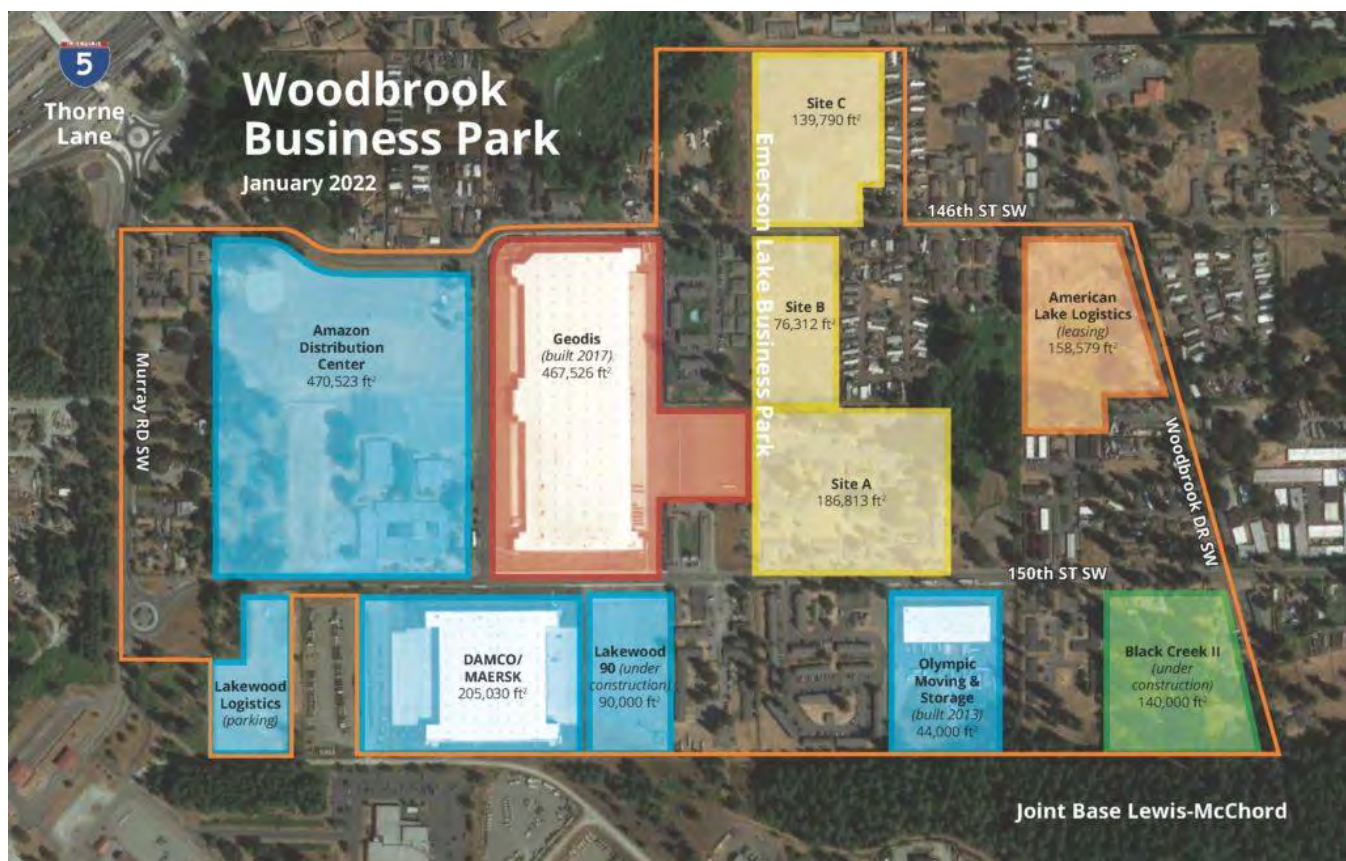 INTERSTATE
5
Thorne
Lane
Woodbrook
Business Park
January 2022
Site C
139,790 ft²
Emerson Lake Business Park
146th ST SW
Amazon
Distribution
Center
470,523 ft²
Geodis
(built 2017)
467,526 ft²
Site B
76,312 ft²
American
Lake Logistics
(leasing)
158,579 ft²
Murray RD SW
Site A
186,813 ft²
Woodbrook DR SW
150th ST SW
Lakewood
Logistics
(parking)
DAMCO/
MAERSK
205,030 ft²
Lakewood
90 (under
construction)
90,000 ft²
Olympic
Moving &
Storage
(built 2013)
44,000 ft²
Black Creek II
(under
construction)
140,000 ft²
Joint Base Lewis-McChord